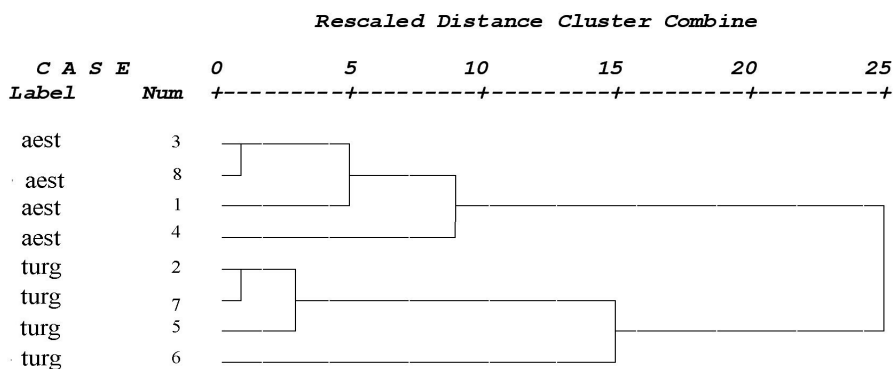 Rescaled Distance Cluster Combine
C A S E 0 5 10 15 20 25
Label Num +---------+---------+---------+---------+---------+
aest 3
aest 8
aest 1
aest 4
turg 2
turg 7
turg 5
turg 6